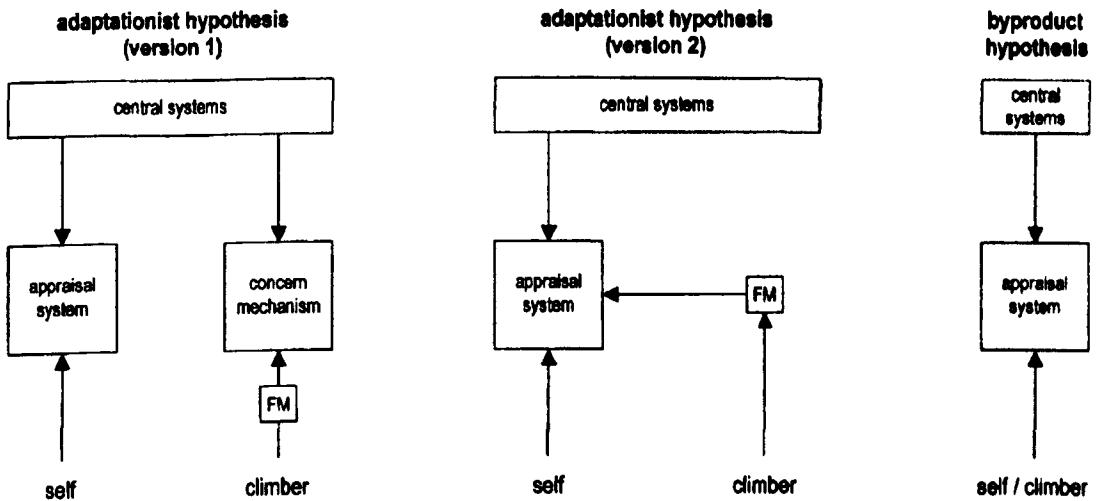 adaptationist hypothesis
(version 1)
central systems
appraisal
system
concern
mechanism
FM
self
climber
adaptationist hypothesis
(version 2)
central systems
appraisal
system
FM
self
climber
byproduct
hypothesis
central
systems
appraisal
system
self / climber